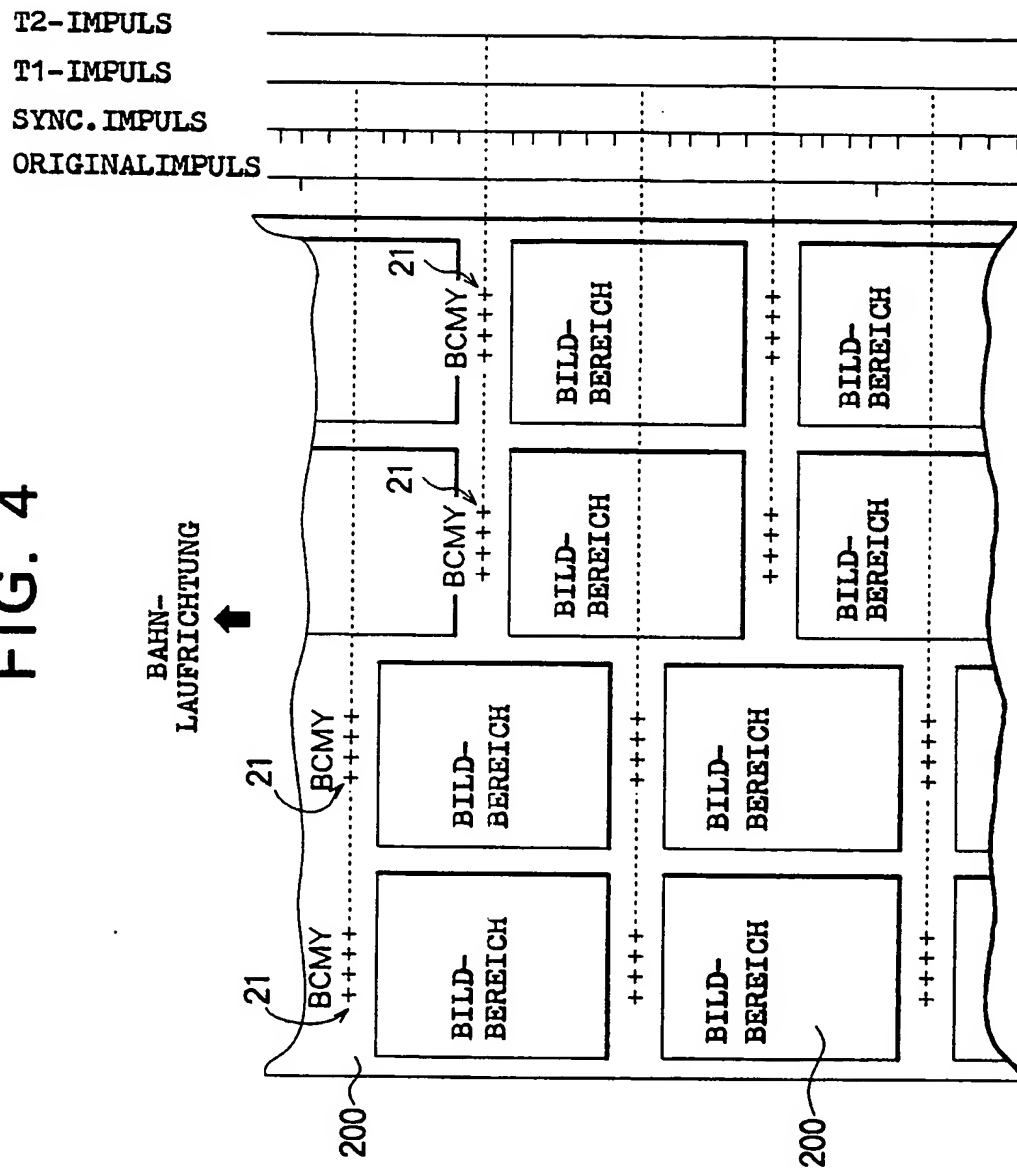 FIG. 4
T2-IMPULS
T1-IMPULS
SYNC.IMPULS
ORIGINALIMPULS
BAHN-
LAUFRICHTUNG
21
BCMY
21
BCMY
21
BCMY
21
BCMY
BILD-
BEREICH
BILD-
BEREICH
BILD-
BEREICH
BILD-
BEREICH
BILD-
BEREICH
BILD-
BEREICH
BILD-
BEREICH
BILD-
BEREICH
200
200